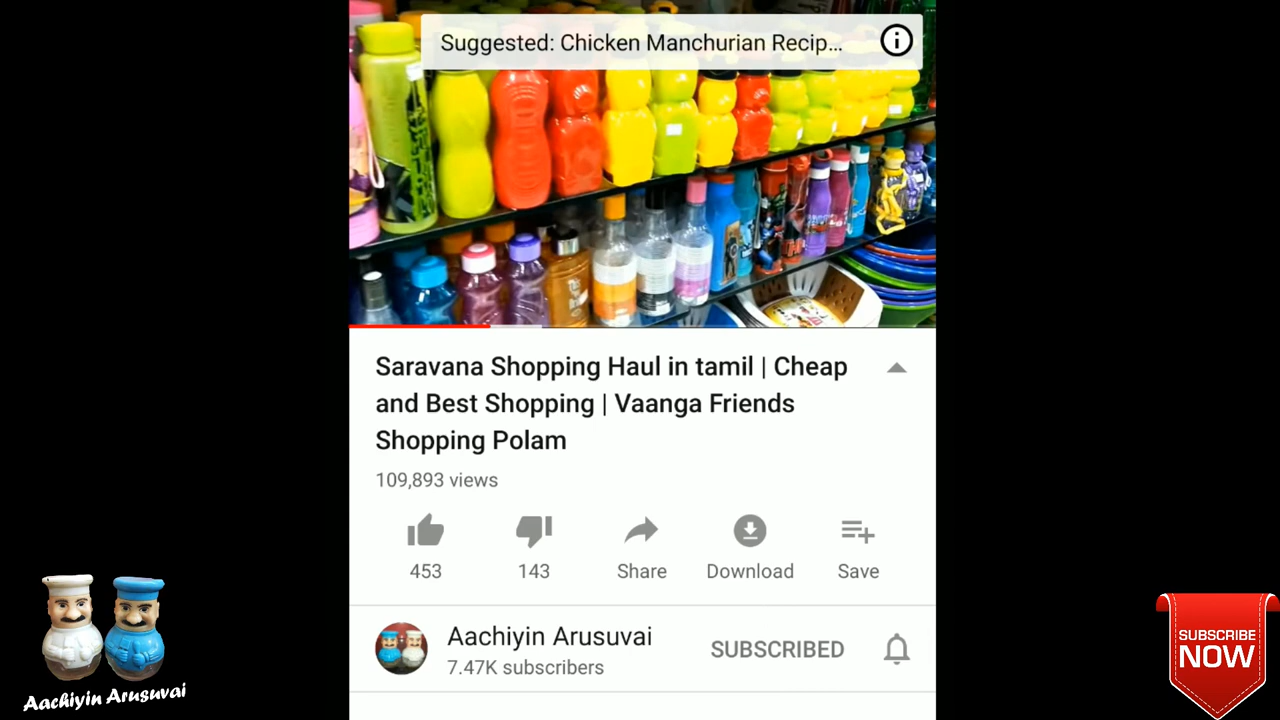 Suggested: Chicken Manchurian Recip...
Saravana Shopping Haul in tamil | Cheap
and Best Shopping | Vaanga Friends
Shopping Polam
109,893 views
453
143
Share
Download
Save
Aachiyin Arusuvai
7.47K subscribers
SUBSCRIBED
Aachiyin Arusuvai
SUBSCRIBE
NOW